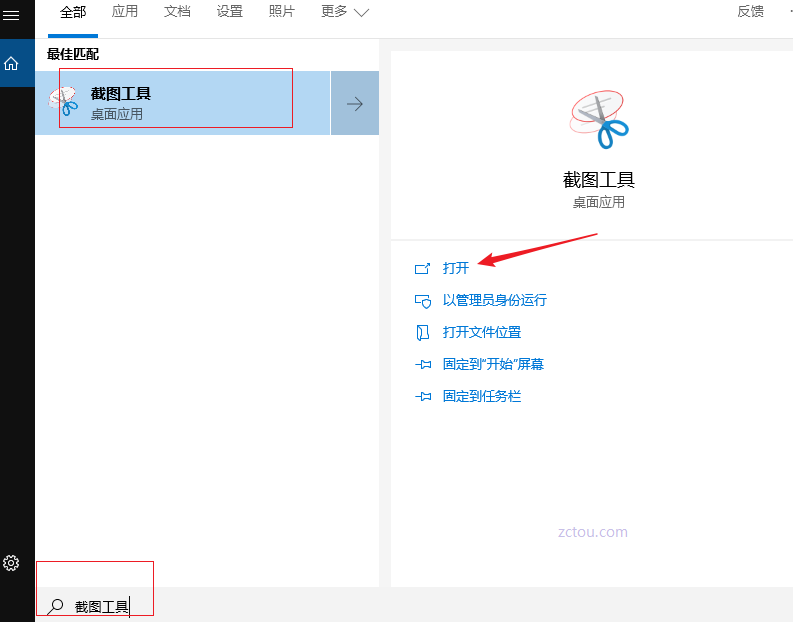 全部 应用 文档 设置 照片 更多 反馈
最佳匹配
截图工具
桌面应用
截图工具
桌面应用
打开
以管理员身份运行
打开文件位置
固定到“开始”屏幕
固定到任务栏
zctou.com
截图工具